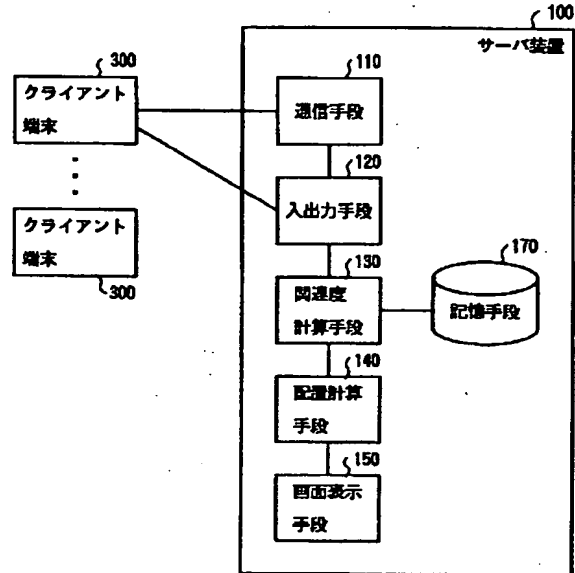 100
サーバ装置
300
クライアント
端末
110
通信手段
120
入出力手段
クライアント
端末
300
130
関連度
計算手段
170
記憶手段
140
配置計算
手段
150
画面表示
手段